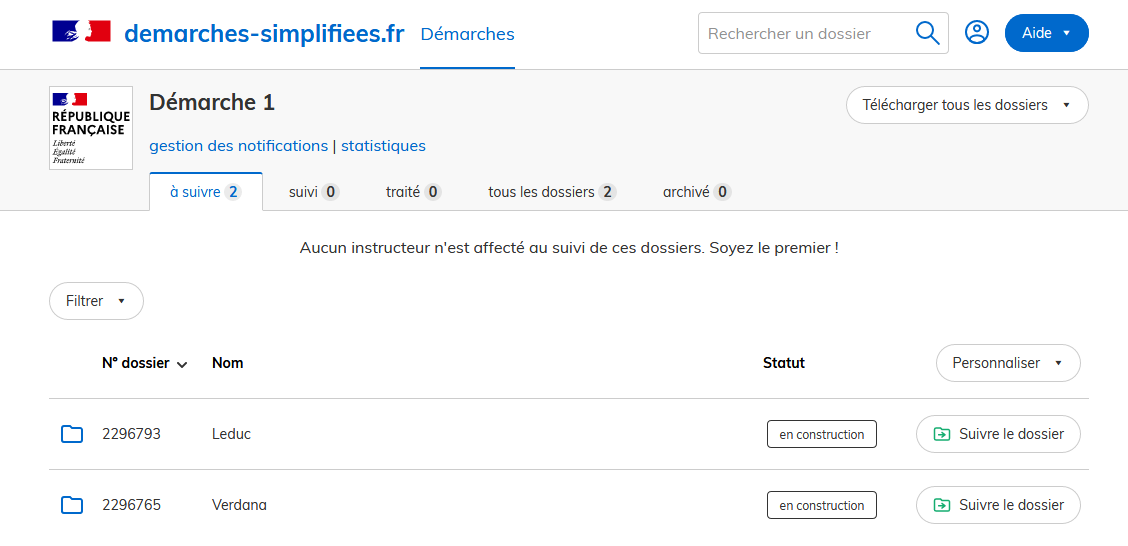 demarches-simplifiees.fr Démarches Rechercher un dossier Aide
RÉPUBLIQUE
FRANÇAISE
Liberté
Égalité
Fraternité
Démarche 1 Télécharger tous les dossiers
gestion des notifications | statistiques
à suivre 2 suivi 0 traité 0 tous les dossiers 2 archivé 0
Aucun instructeur n'est affecté au suivi de ces dossiers. Soyez le premier !
Filtrer
N° dossier Nom Statut Personnaliser
2296793 Leduc en construction Suivre le dossier
2296765 Verdana en construction Suivre le dossier